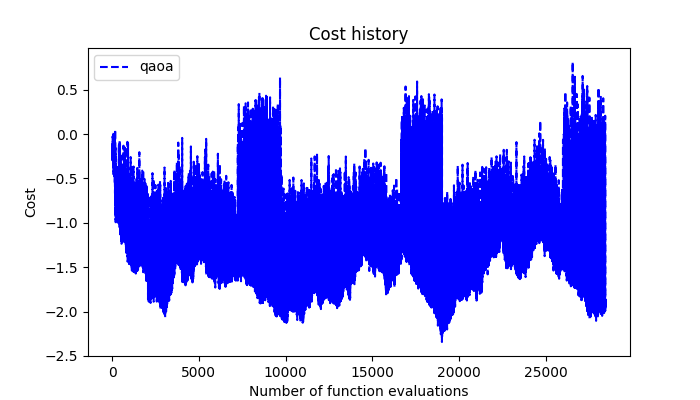 Cost history
qaoa
0.5
0.0
−0.5
−1.0
−1.5
−2.0
−2.5
Cost
0 5000 10000 15000 20000 25000
Number of function evaluations